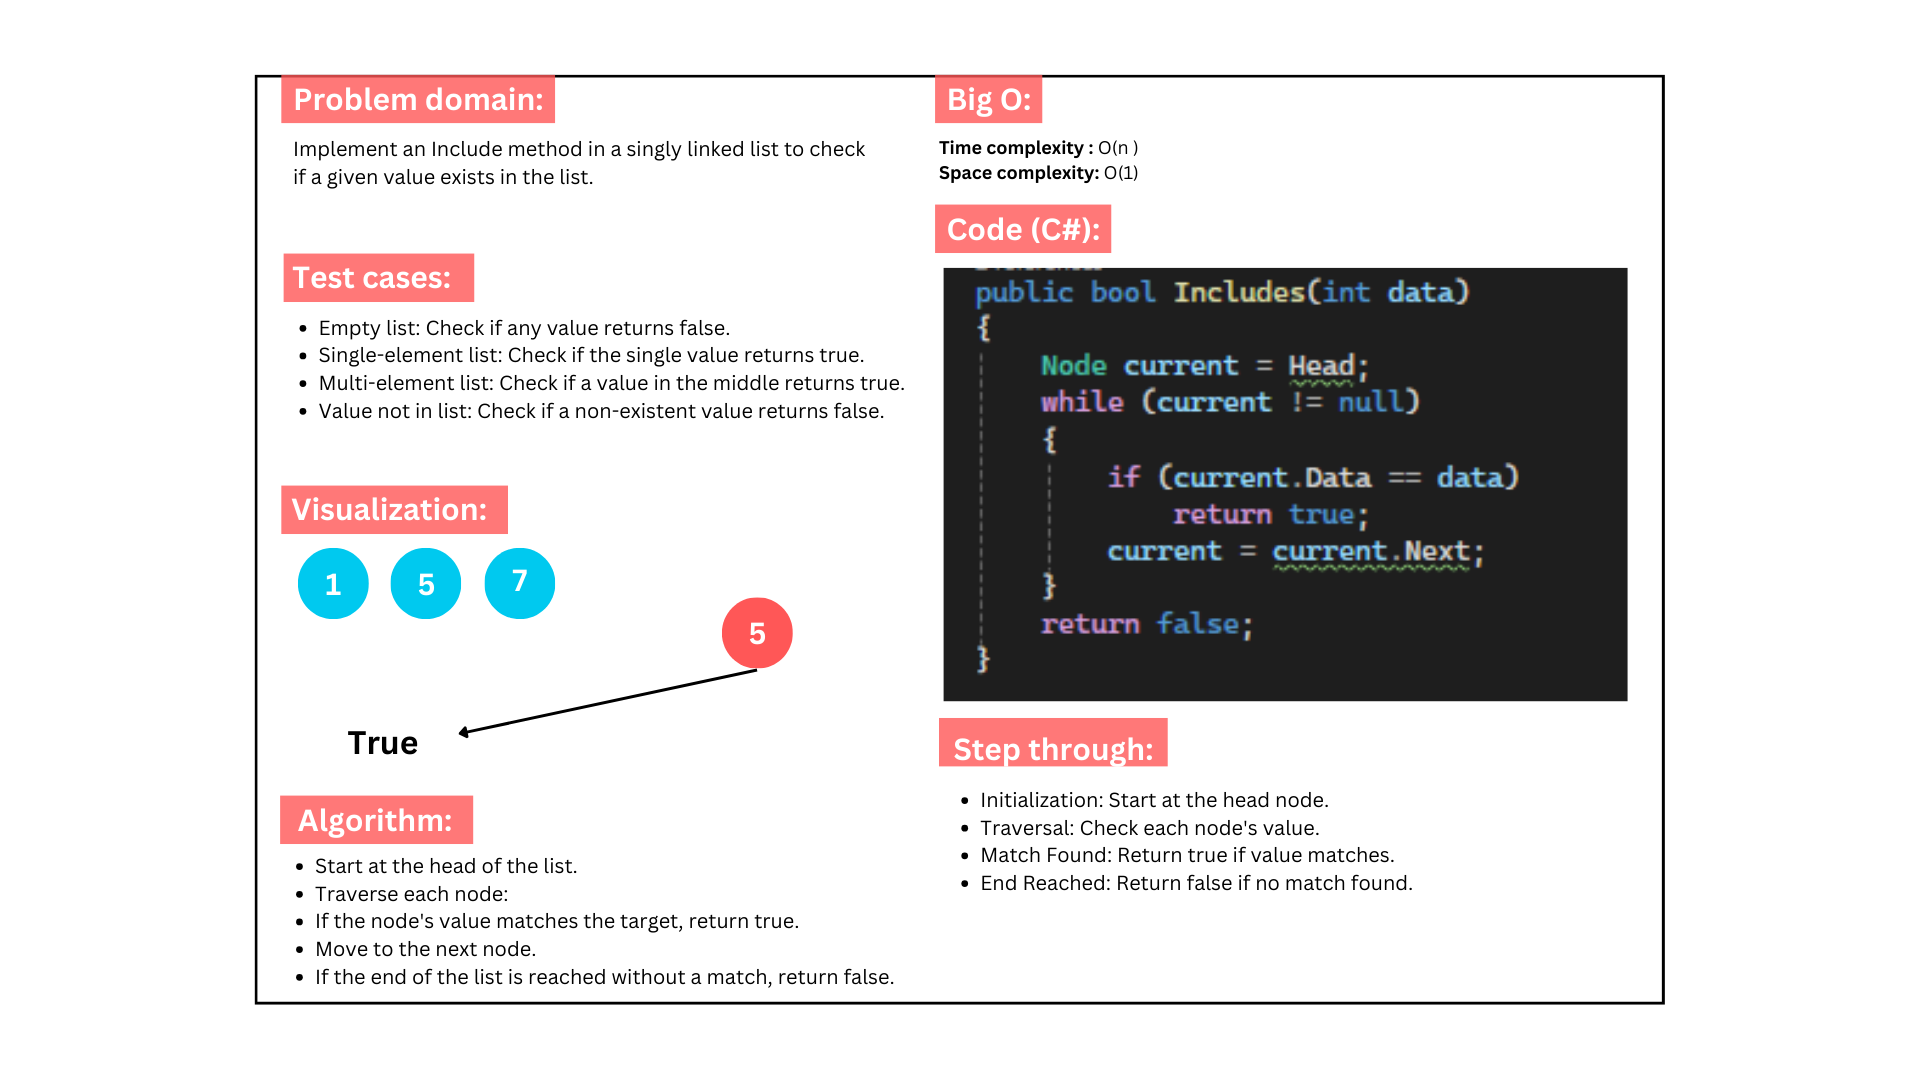 Problem domain:
Implement an Include method in a singly linked list to check
if a given value exists in the list.
Test cases:
Empty list: Check if any value returns false.
Single-element list: Check if the single value returns true.
Multi-element list: Check if a value in the middle returns true.
Value not in list: Check if a non-existent value returns false.
Visualization:
1 5 7
5
True
Algorithm:
Start at the head of the list.
Traverse each node:
If the node's value matches the target, return true.
Move to the next node.
If the end of the list is reached without a match, return false.
Big O:
Time complexity : O(n )
Space complexity: O(1)
Code (C#):
public bool Includes(int data)
{
Node current = Head;
while (current != null)
{
if (current.Data == data)
return true;
current = current.Next;
}
return false;
}
Step through:
Initialization: Start at the head node.
Traversal: Check each node's value.
Match Found: Return true if value matches.
End Reached: Return false if no match found.